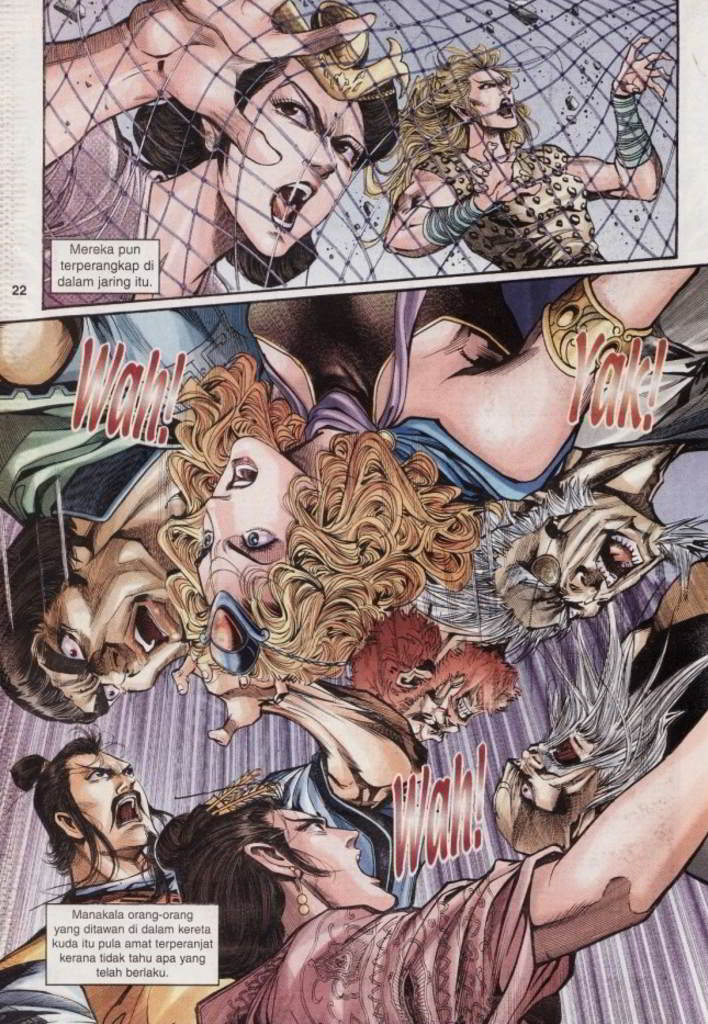 Mereka pun
terperangkap di
dalam jaring itu.
22
Wah!
Yak!
Wah!
Manakala orang-orang
yang ditawan di dalam kereta
kuda itu pula amat terperanjat
kerana tidak tahu apa yang
telah berlaku.